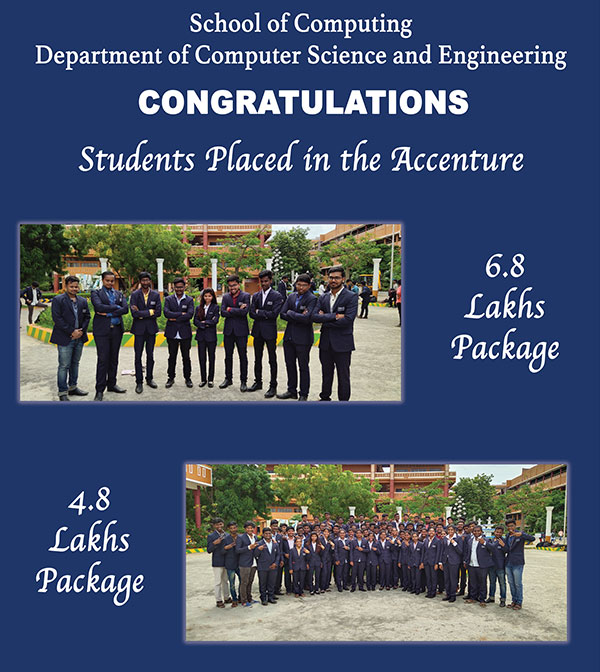 School of Computing
Department of Computer Science and Engineering
CONGRATULATIONS
Students Placed in the Accenture
6.8
Lakhs
Package
4.8
Lakhs
Package